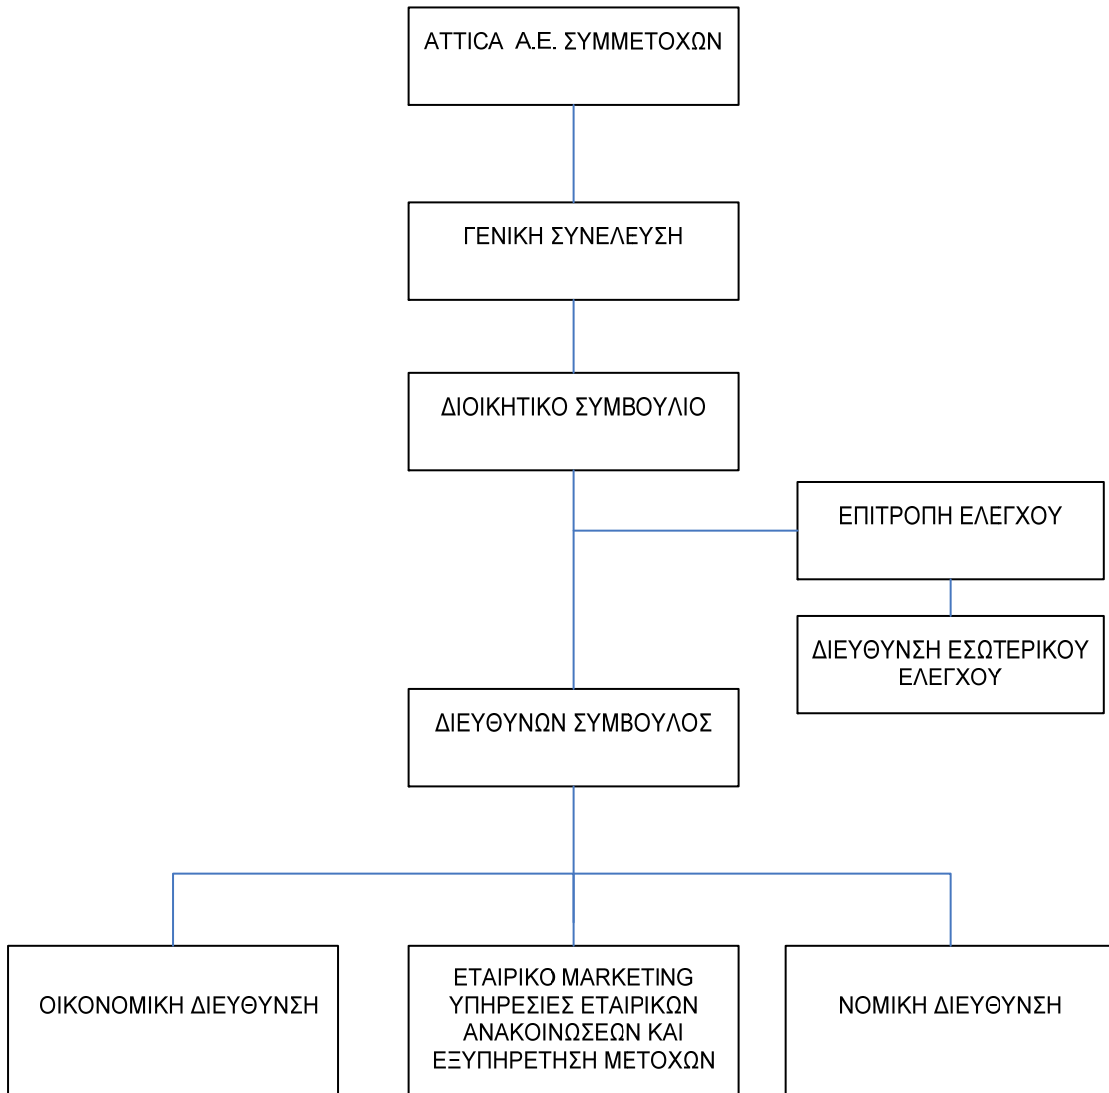 ATTICA Α.Ε. ΣΥΜΜΕΤΟΧΩΝ
ΓΕΝΙΚΗ ΣΥΝΕΛΕΥΣΗ
ΔΙΟΙΚΗΤΙΚΟ ΣΥΜΒΟΥΛΙΟ
ΕΠΙΤΡΟΠΗ ΕΛΕΓΧΟΥ
ΔΙΕΥΘΥΝΣΗ ΕΣΩΤΕΡΙΚΟΥ
ΕΛΕΓΧΟΥ
ΔΙΕΥΘΥΝΩΝ ΣΥΜΒΟΥΛΟΣ
ΟΙΚΟΝΟΜΙΚΗ ΔΙΕΥΘΥΝΣΗ
ΕΤΑΙΡΙΚΟ MARKETING
ΥΠΗΡΕΣΙΕΣ ΕΤΑΙΡΙΚΩΝ
ΑΝΑΚΟΙΝΩΣΕΩΝ ΚΑΙ
ΕΞΥΠΗΡΕΤΗΣΗ ΜΕΤΟΧΩΝ
ΝΟΜΙΚΗ ΔΙΕΥΘΥΝΣΗ